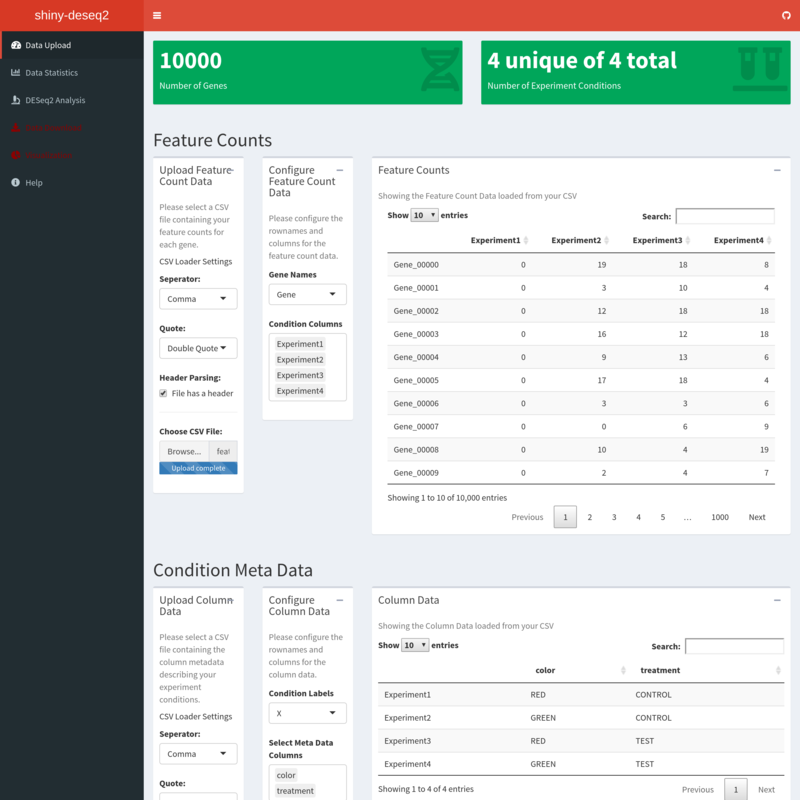 shiny-deseq2
Data Upload
Data Statistics
DESeq2 Analysis
Help
10000
Number of Genes
4 unique of 4 total
Number of Experiment Conditions
Feature Counts
Upload Feature
Count Data
Please select a CSV
file containing your
feature counts for
each gene.
CSV Loader Settings
Seperator:
Comma
Quote:
Double Quote
Header Parsing:
File has a header
Choose CSV File:
Browse... feat
Upload complete
Configure
Feature Count
Data
Please configure the
rownames and
columns for the
feature count data.
Gene Names
Gene
Condition Columns
Experiment1
Experiment2
Experiment3
Experiment4
Feature Counts
Showing the Feature Count Data loaded from your CSV
Show 10 entries
Search:
Experiment1 Experiment2 Experiment3 Experiment4
Gene_00000 0 19 18 8
Gene_00001 0 3 10 4
Gene_00002 0 12 18 18
Gene_00003 0 16 12 18
Gene_00004 0 9 13 6
Gene_00005 0 17 18 4
Gene_00006 0 3 3 6
Gene_00007 0 0 6 9
Gene_00008 0 10 4 19
Gene_00009 0 2 4 7
Showing 1 to 10 of 10,000 entries
Previous 1 2 3 4 5 … 1000 Next
Condition Meta Data
Upload Column
Data
Please select a CSV
file containing the
column metadata
describing your
experiment
conditions.
CSV Loader Settings
Seperator:
Comma
Quote:
Configure
Column Data
Please configure the
rownames and
columns for the
column data.
Condition Labels
X
Select Meta Data
Columns
color
treatment
Column Data
Showing the Column Data loaded from your CSV
Show 10 entries
Search:
color treatment
Experiment1 RED CONTROL
Experiment2 GREEN CONTROL
Experiment3 RED TEST
Experiment4 GREEN TEST
Showing 1 to 4 of 4 entries
Previous 1 Next